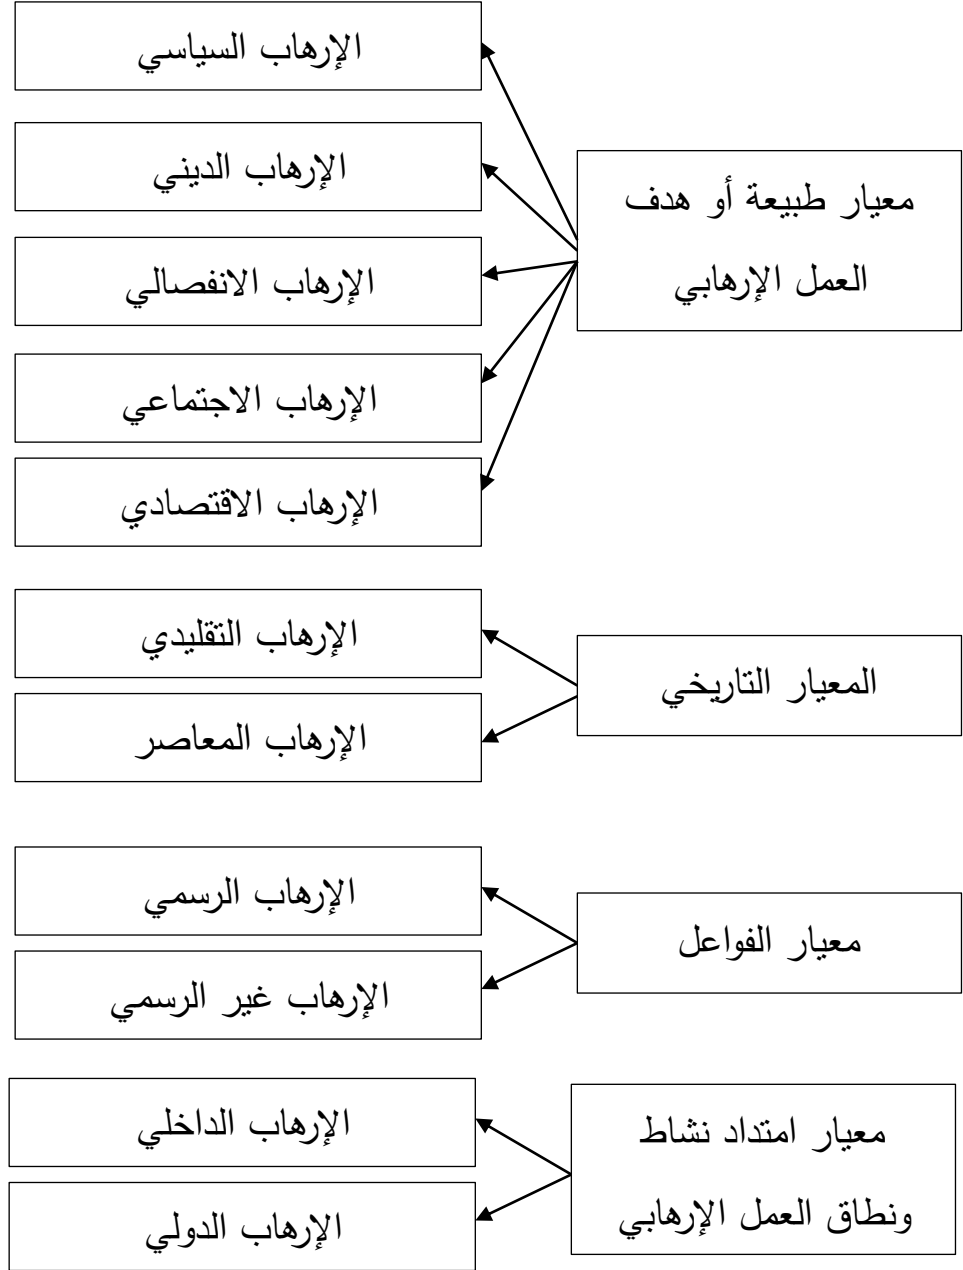 معيار طبيعة أو هدف
العمل الإرهابي
الإرهاب السياسي
الإرهاب الديني
الإرهاب الانفصالي
الإرهاب الاجتماعي
الإرهاب الاقتصادي
المعيار التاريخي
الإرهاب التقليدي
الإرهاب المعاصر
معيار الفواعل
الإرهاب الرسمي
الإرهاب غير الرسمي
معيار امتداد نشاط
ونطاق العمل الإرهابي
الإرهاب الداخلي
الإرهاب الدولي